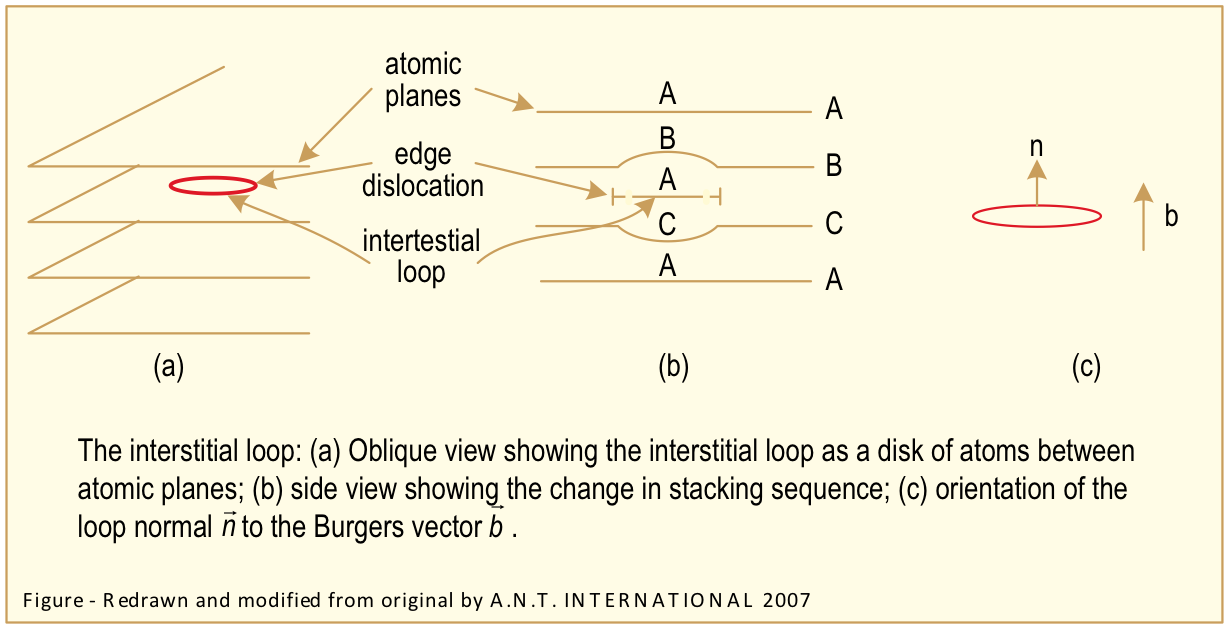 atomic
planes
edge
dislocation
intertestial
loop
(a)
A
A
B
B
A
C
C
A
A
(b)
n
b
(c)
The interstitial loop: (a) Oblique view showing the interstitial loop as a disk of atoms between
atomic planes; (b) side view showing the change in stacking sequence; (c) orientation of the
loop normal n⃗ to the Burgers vector b⃗ .
Figure - Redrawn and modified from original by A.N.T. INTERNATIONAL 2007